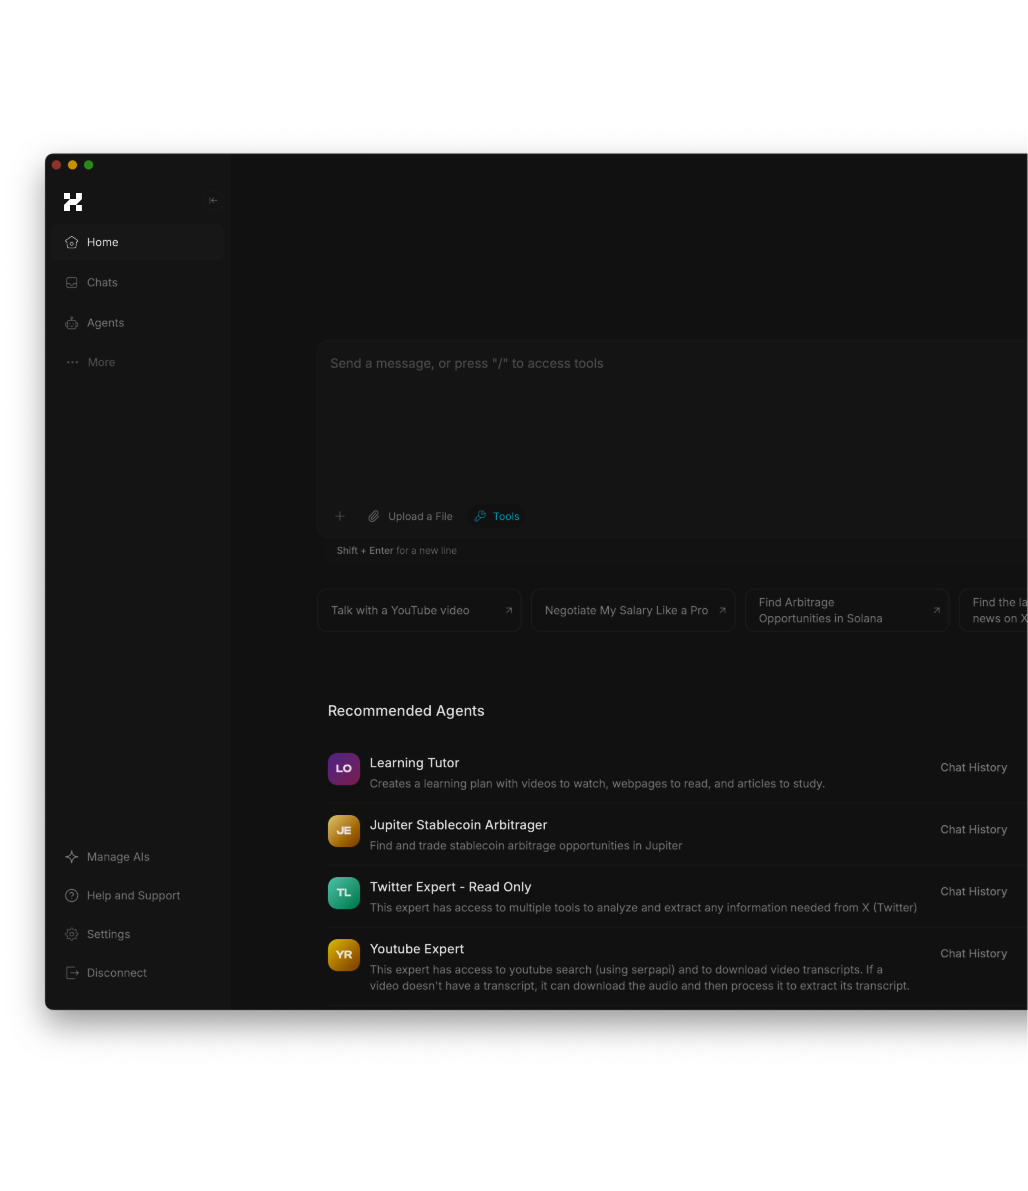 Home
Chats
Agents
More
Send a message, or press "/" to access tools
Upload a File
Tools
Shift + Enter for a new line
Talk with a YouTube video
Negotiate My Salary Like a Pro
Find Arbitrage
Opportunities in Solana
Find the la
news on X
Recommended Agents
LO
Learning Tutor
Creates a learning plan with videos to watch, webpages to read, and articles to study.
Chat History
JE
Jupiter Stablecoin Arbitrager
Find and trade stablecoin arbitrage opportunities in Jupiter
Chat History
TL
Twitter Expert - Read Only
This expert has access to multiple tools to analyze and extract any information needed from X (Twitter)
Chat History
YR
Youtube Expert
This expert has access to youtube search (using serpapi) and to download video transcripts. If a
video doesn't have a transcript, it can download the audio and then process it to extract its transcript.
Chat History
Manage AIs
Help and Support
Settings
Disconnect